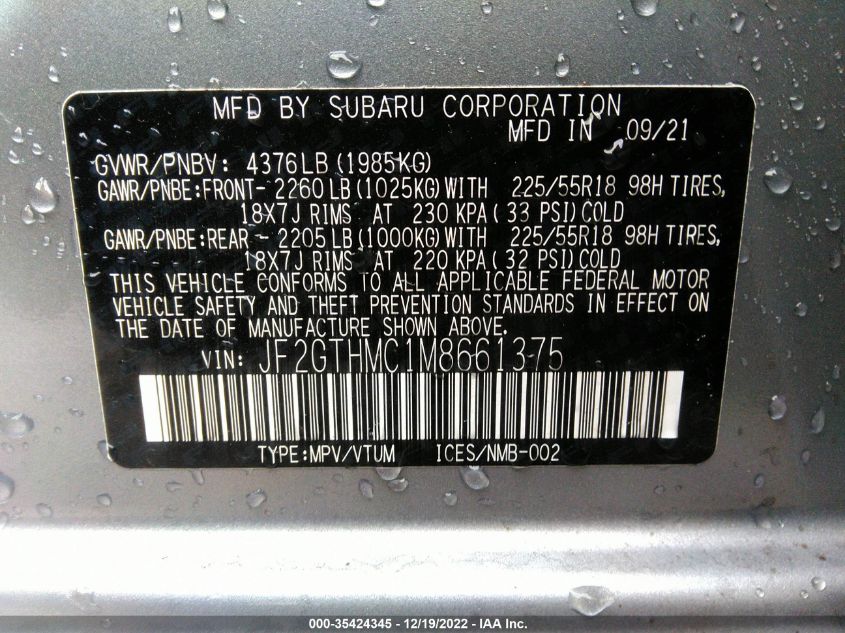 MFD BY SUBARU CORPORATION
MFD IN 09/21
GVWR/PNBV: 4376LB(1985KG)
GAWR/PNBE:FRONT-2260LB(1025KG)WITH 225/55R18 98H TIRES,
18X7J RIMS AT 230 KPA(33 PSI)COLD
GAWR/PNBE:REAR -2205LB(1000KG)WITH 225/55R18 98H TIRES,
18X7J RIMS AT 220 KPA(32 PSI)COLD
THIS VEHICLE CONFORMS TO ALL APPLICABLE FEDERAL MOTOR
VEHICLE SAFETY AND THEFT PREVENTION STANDARDS IN EFFECT ON
THE DATE OF MANUFACTURE SHOWN ABOVE.
VIN: JF2GTHMC1M8661375
TYPE:MPV/VTUM ICES/NMB-002
000-35424345 - 12/19/2022 - IAA Inc.